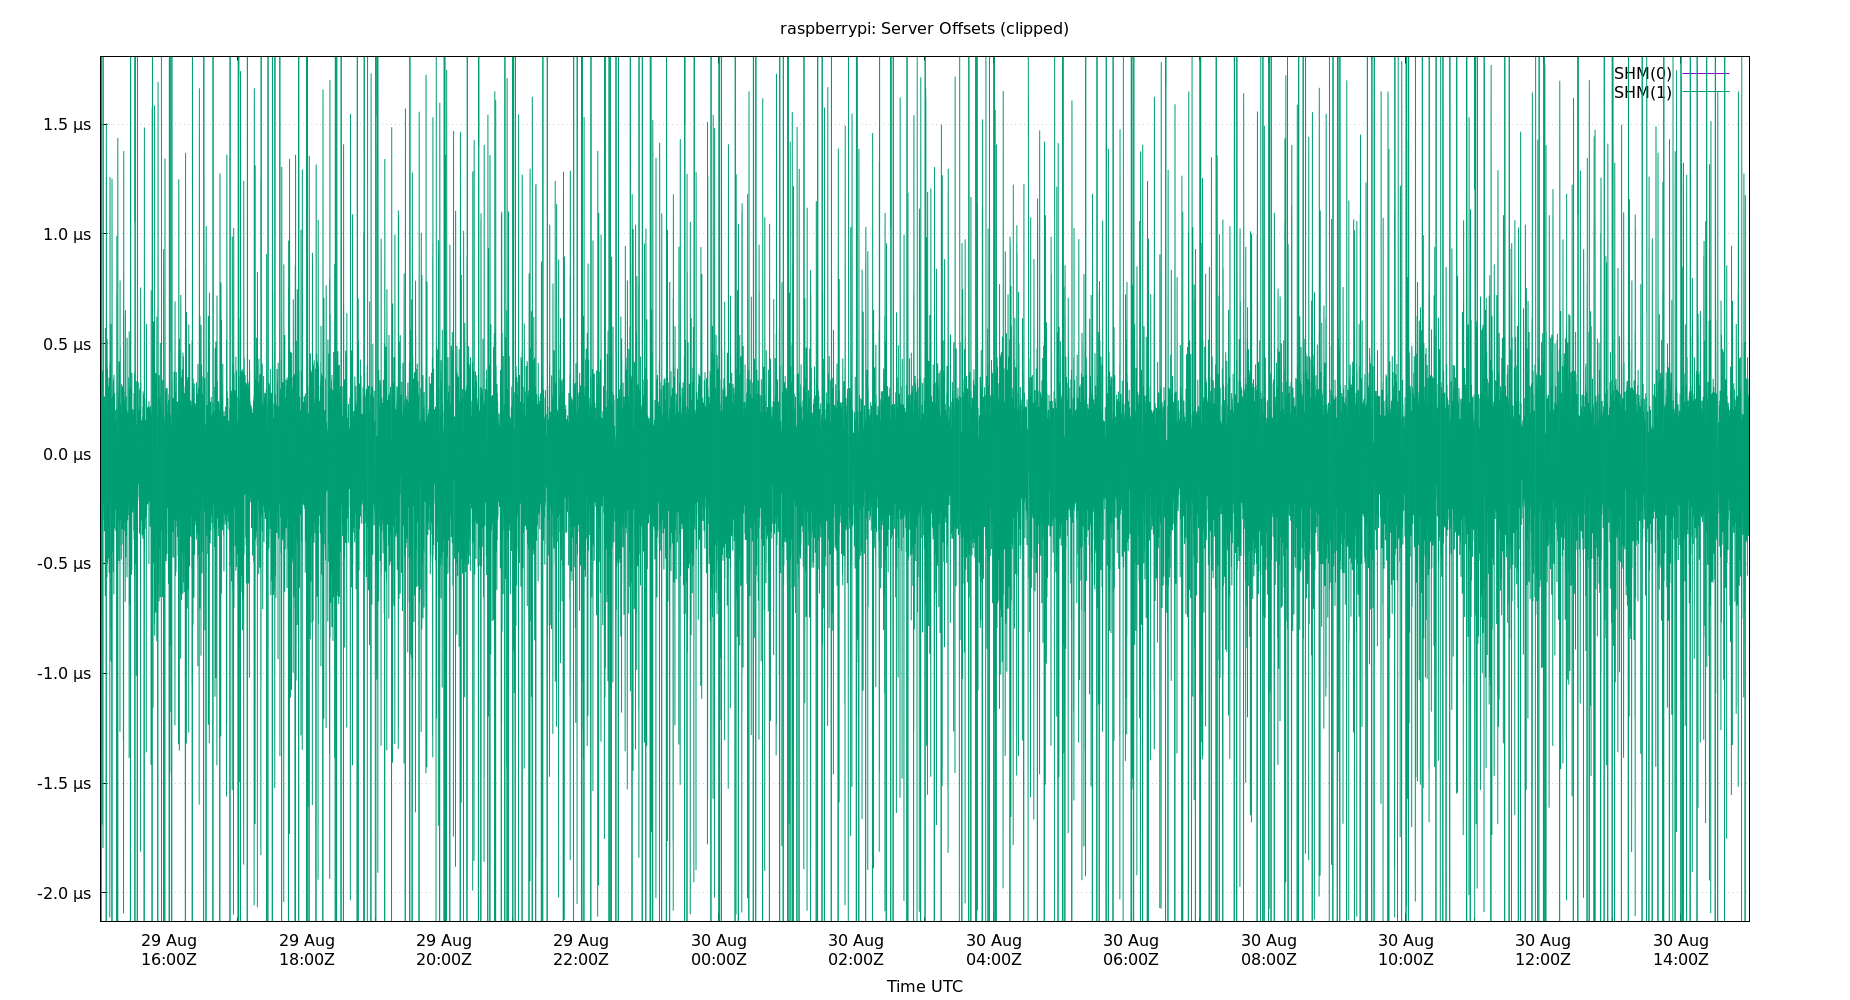 raspberrypi: Server Offsets (clipped)
SHM(0)
SHM(1)
1.5 µs
1.0 µs
0.5 µs
0.0 µs
-0.5 µs
-1.0 µs
-1.5 µs
-2.0 µs
29 Aug 29 Aug 29 Aug 29 Aug 30 Aug 30 Aug 30 Aug 30 Aug 30 Aug 30 Aug 30 Aug 30 Aug
16:00Z 18:00Z 20:00Z 22:00Z 00:00Z 02:00Z 04:00Z 06:00Z 08:00Z 10:00Z 12:00Z 14:00Z
Time UTC